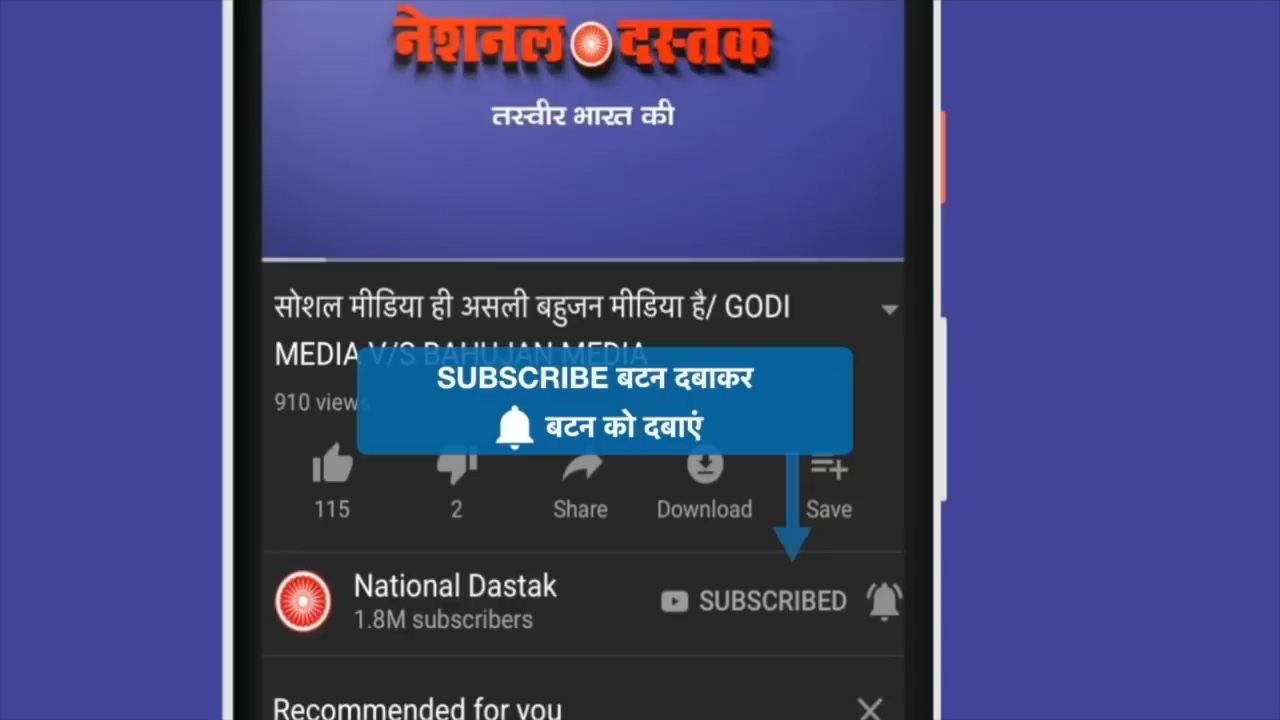 नेशनल दस्तक
तस्वीर भारत की
सोशल मीडिया ही असली बहुजन मीडिया है/ GODI
MEDIA V/S BAHUJAN MEDIA
910 views
SUBSCRIBE बटन दबाकर
बटन को दबाएं
115
2
Share
Download
Save
National Dastak
1.8M subscribers
SUBSCRIBED
Recommended for you